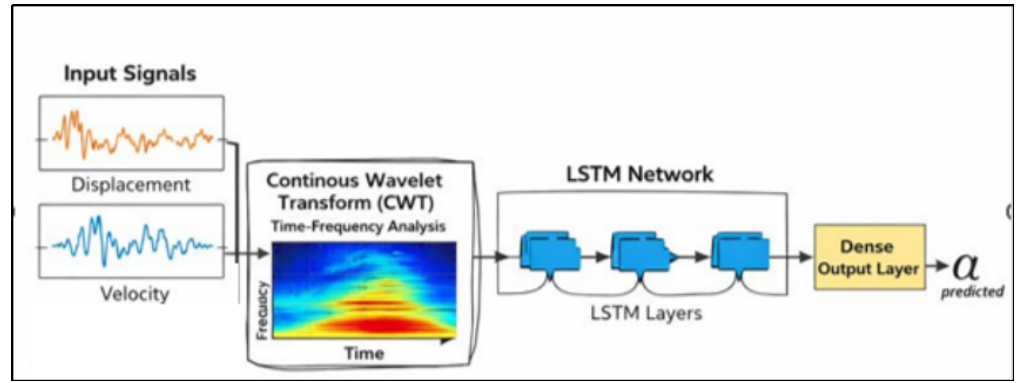 Input Signals
Displacement
Velocity
Continous Wavelet
Transform (CWT)
Time-Frequency Analysis
Time
LSTM Network
LSTM Layers
Dense
Output Layer
a
predicted